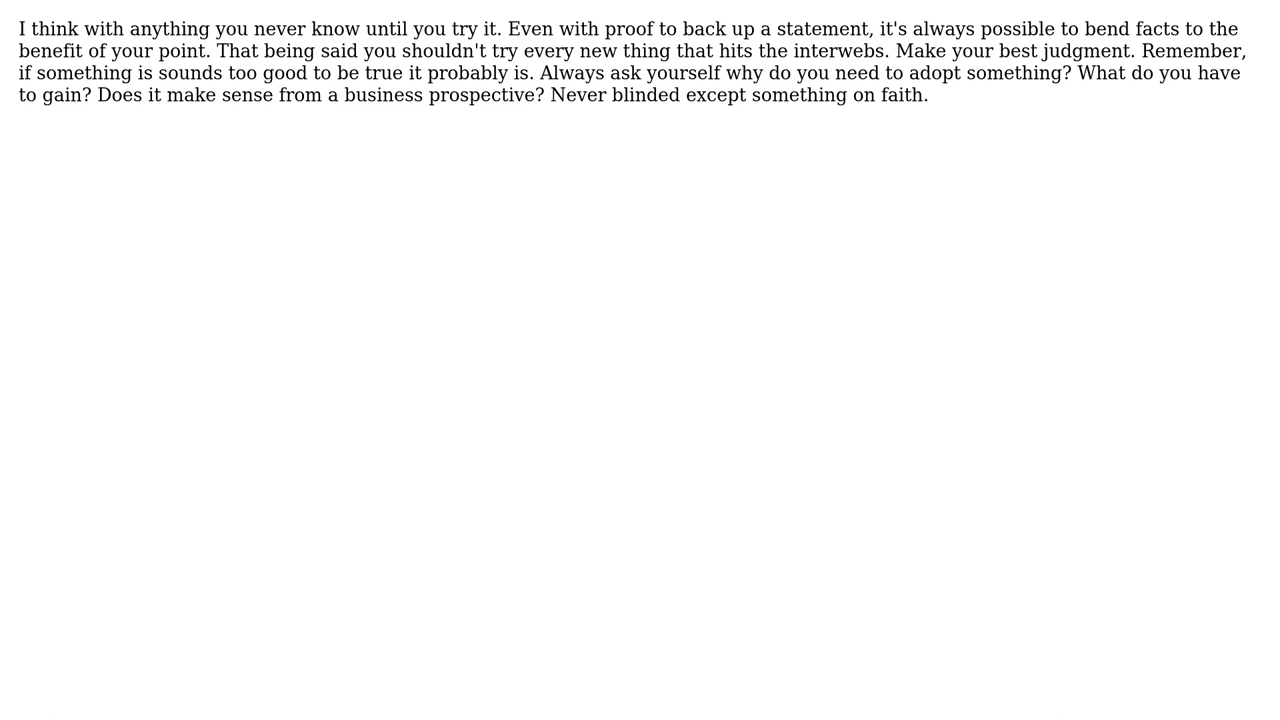 I think with anything you never know until you try it. Even with proof to back up a statement, it's always possible to bend facts to the
benefit of your point. That being said you shouldn't try every new thing that hits the interwebs. Make your best judgment. Remember,
if something is sounds too good to be true it probably is. Always ask yourself why do you need to adopt something? What do you have
to gain? Does it make sense from a business prospective? Never blinded except something on faith.